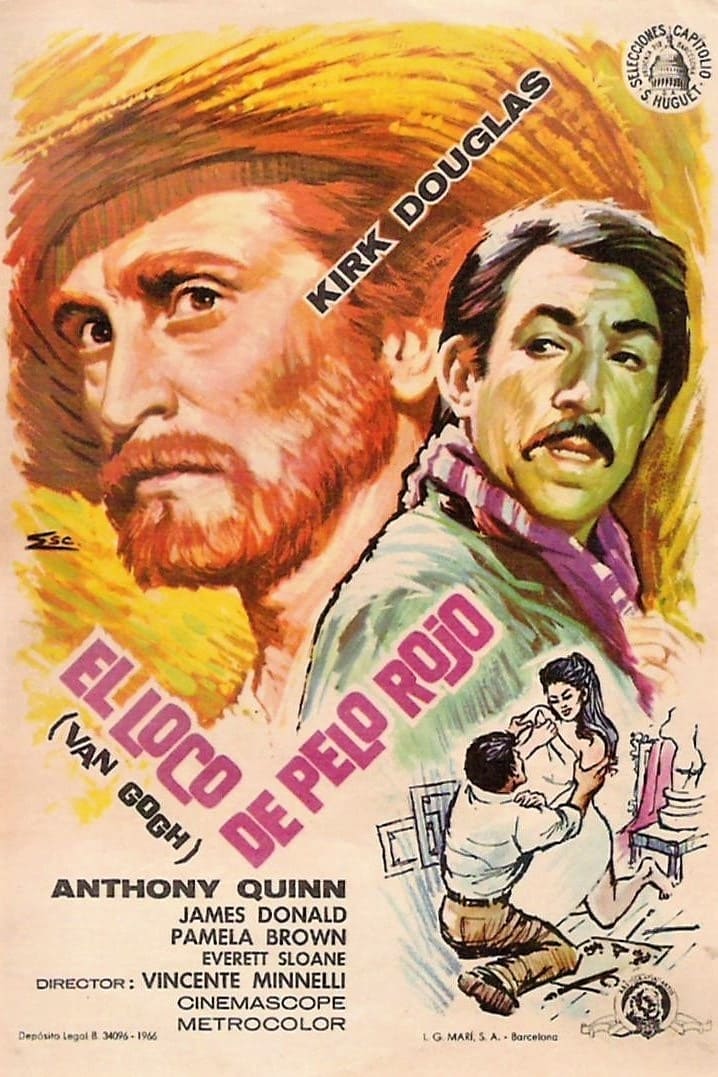 SELECCIONES CAPITOLIO
S. HUGUET.
S.A.
KIRK DOUGLAS
Esc.
EL LOCO
DE PELO ROJO
(VAN GOGH)
ANTHONY QUINN
JAMES DONALD
PAMELA BROWN
EVERETT SLOANE
DIRECTOR: VINCENTE MINNELLI
CINEMASCOPE
METROCOLOR
Depósito Legal B. 34096 - 1966
I. G. MARÍ, S. A. - Barcelona